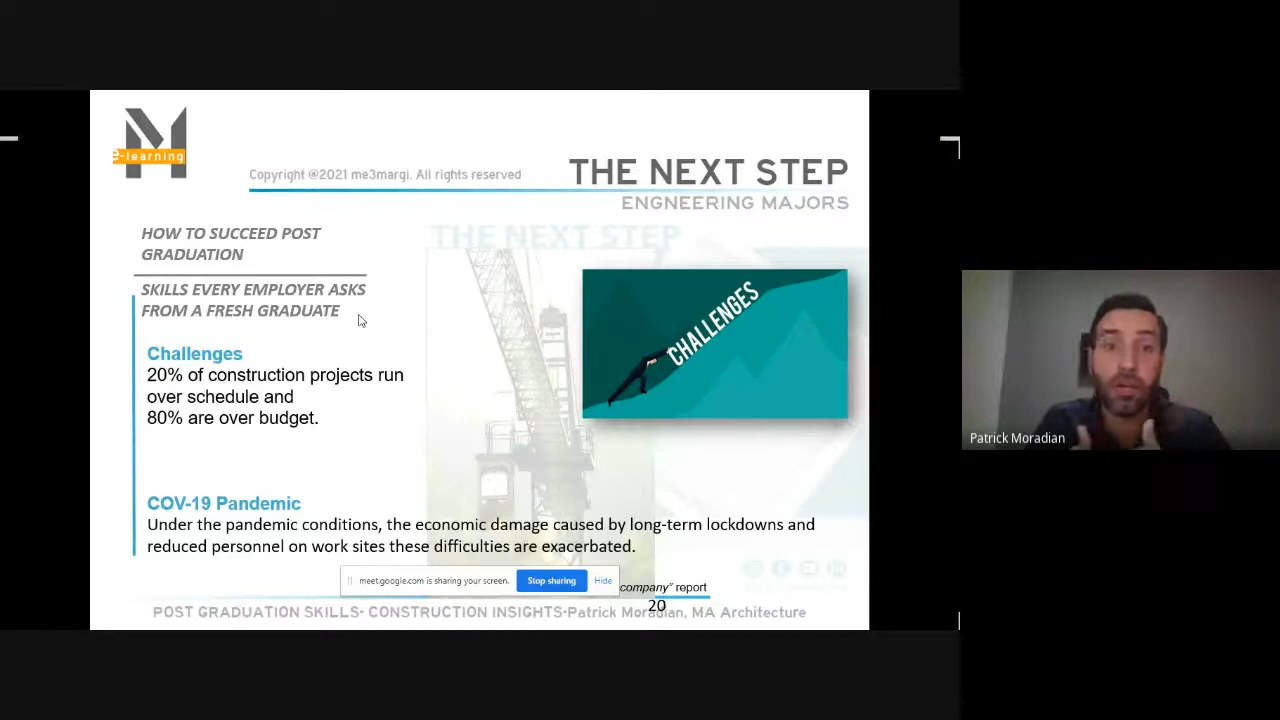 e-learning
Copyright @2021 me3margi. All rights reserved
THE NEXT STEP
ENGNEERING MAJORS
THE NEXT STEP
HOW TO SUCCEED POST
GRADUATION
SKILLS EVERY EMPLOYER ASKS
FROM A FRESH GRADUATE
CHALLENGES
Challenges
20% of construction projects run
over schedule and
80% are over budget.
Patrick Moradian
COV-19 Pandemic
Under the pandemic conditions, the economic damage caused by long-term lockdowns and
reduced personnel on work sites these difficulties are exacerbated.
meet.google.com is sharing your screen.
Stop sharing
Hide
company" report
20
POST GRADUATION SKILLS- CONSTRUCTION INSIGHTS-Patrick Moradian, MA Architecture